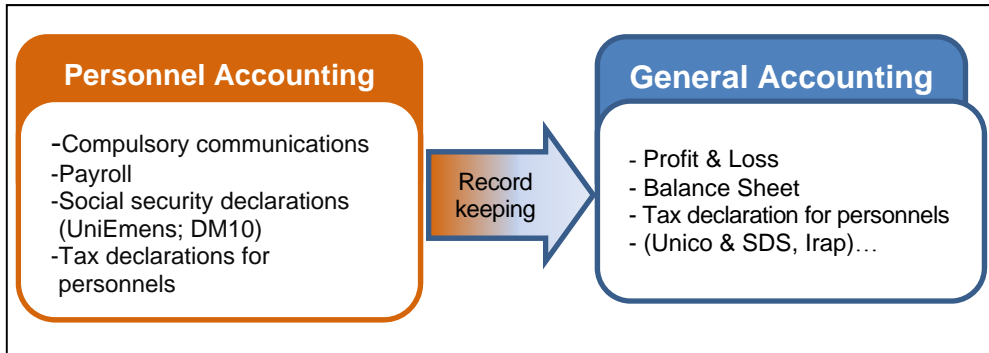 Personnel Accounting
-Compulsory communications
-Payroll
-Social security declarations
(UniEmens; DM10)
-Tax declarations for
personnels
Record
keeping
General Accounting
- Profit & Loss
- Balance Sheet
- Tax declaration for personnels
- (Unico & SDS, Irap)…